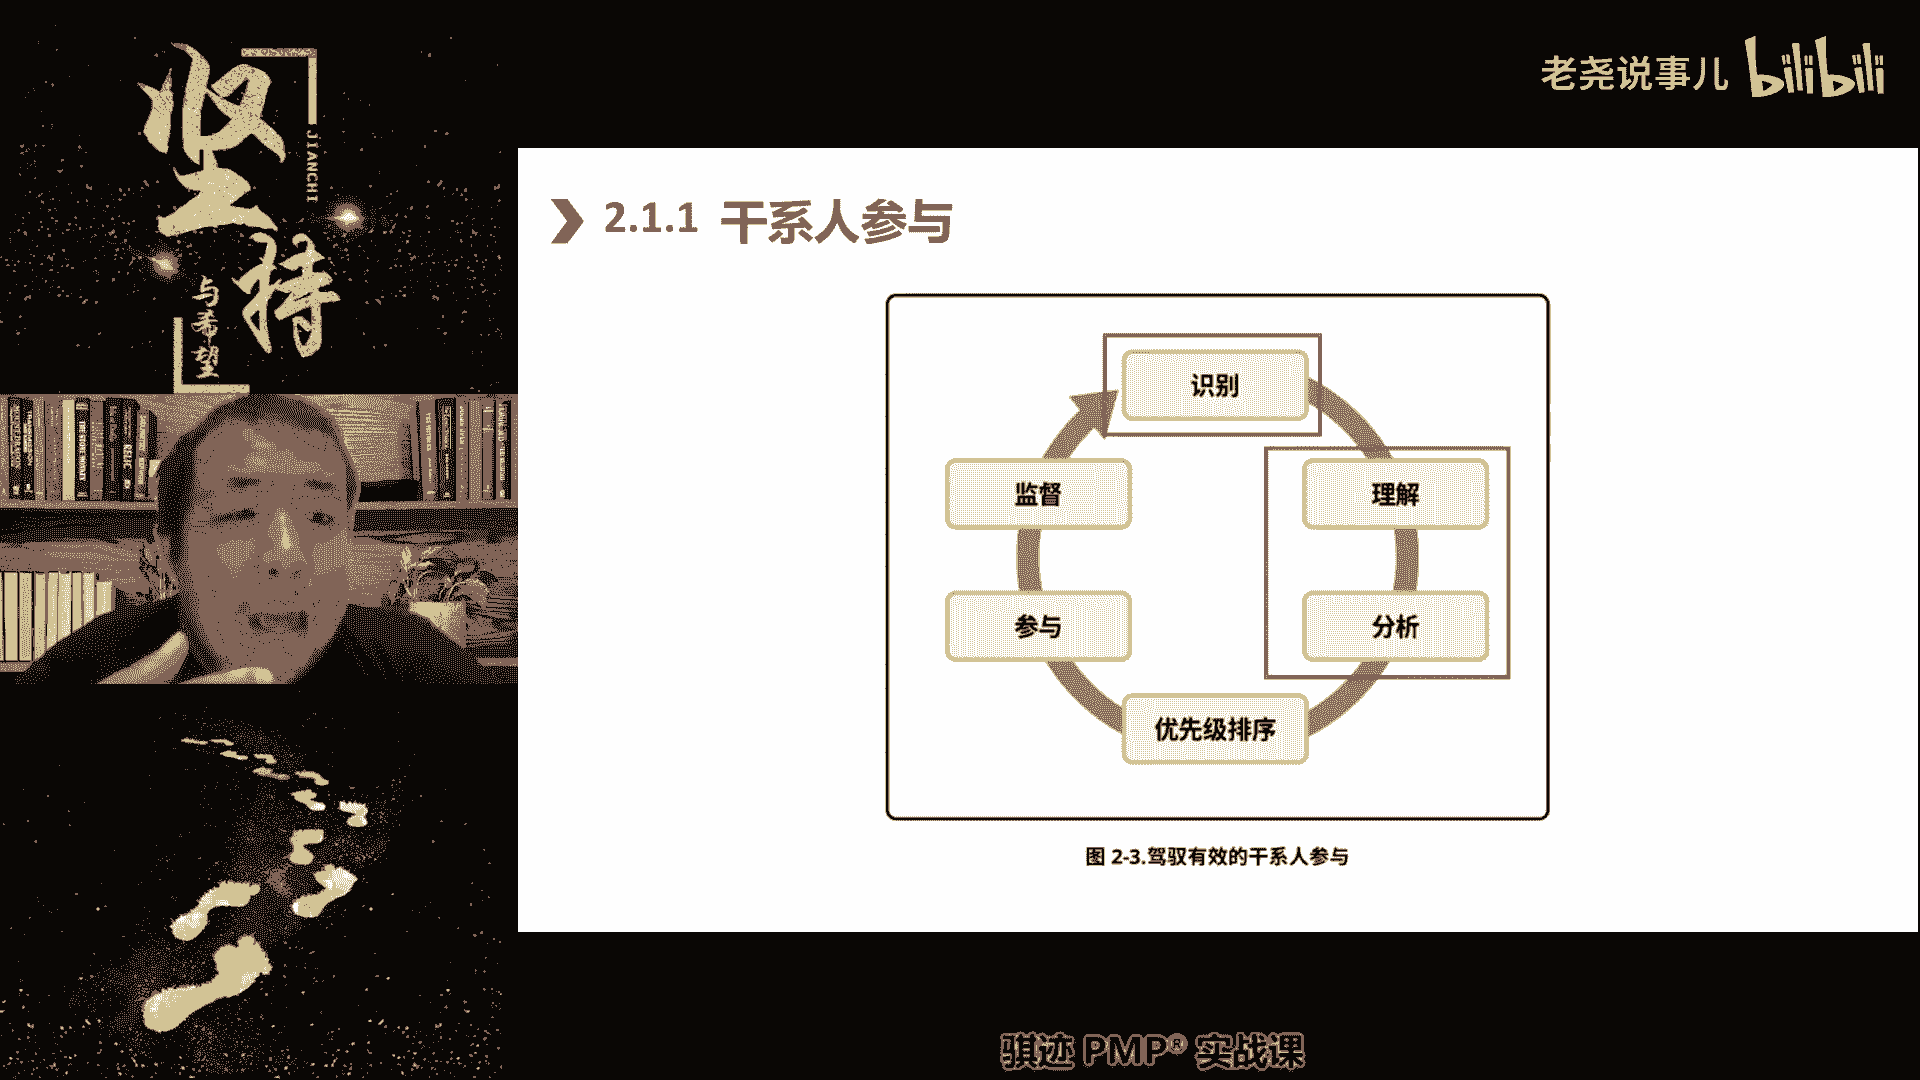 坚持
JIANCHI
与希望
老尧说事儿 bilibili
2.1.1 干系人参与
识别
理解
分析
优先级排序
参与
监督
图 2-3.驾驭有效的干系人参与
骐迹 PMP® 实战课